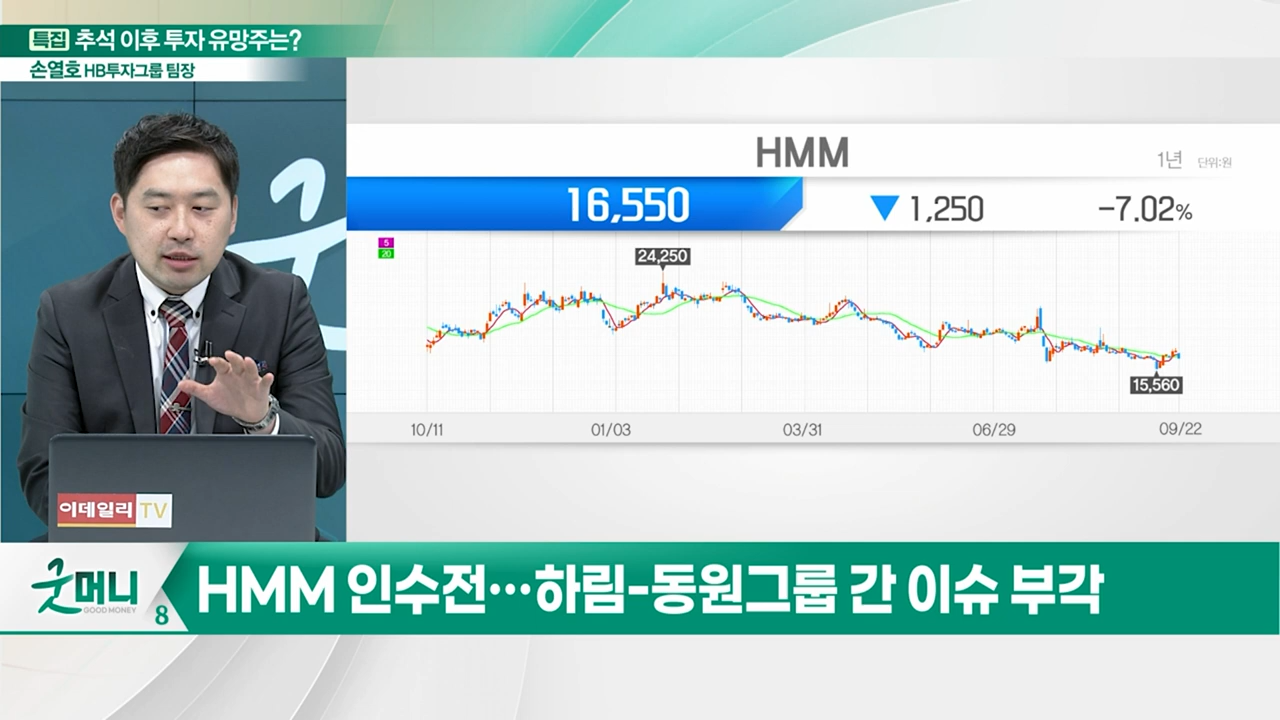 특집 추석 이후 투자 유망주는?
손열호 HB투자그룹 팀장
HMM
1년 단위:원
16,550 ▼ 1,250 -7.02%
5
20
24,250
15,560
10/11 01/03 03/31 06/29 09/22
이데일리 TV
굿머니
GOOD MONEY
8
HMM 인수전…하림-동원그룹 간 이슈 부각